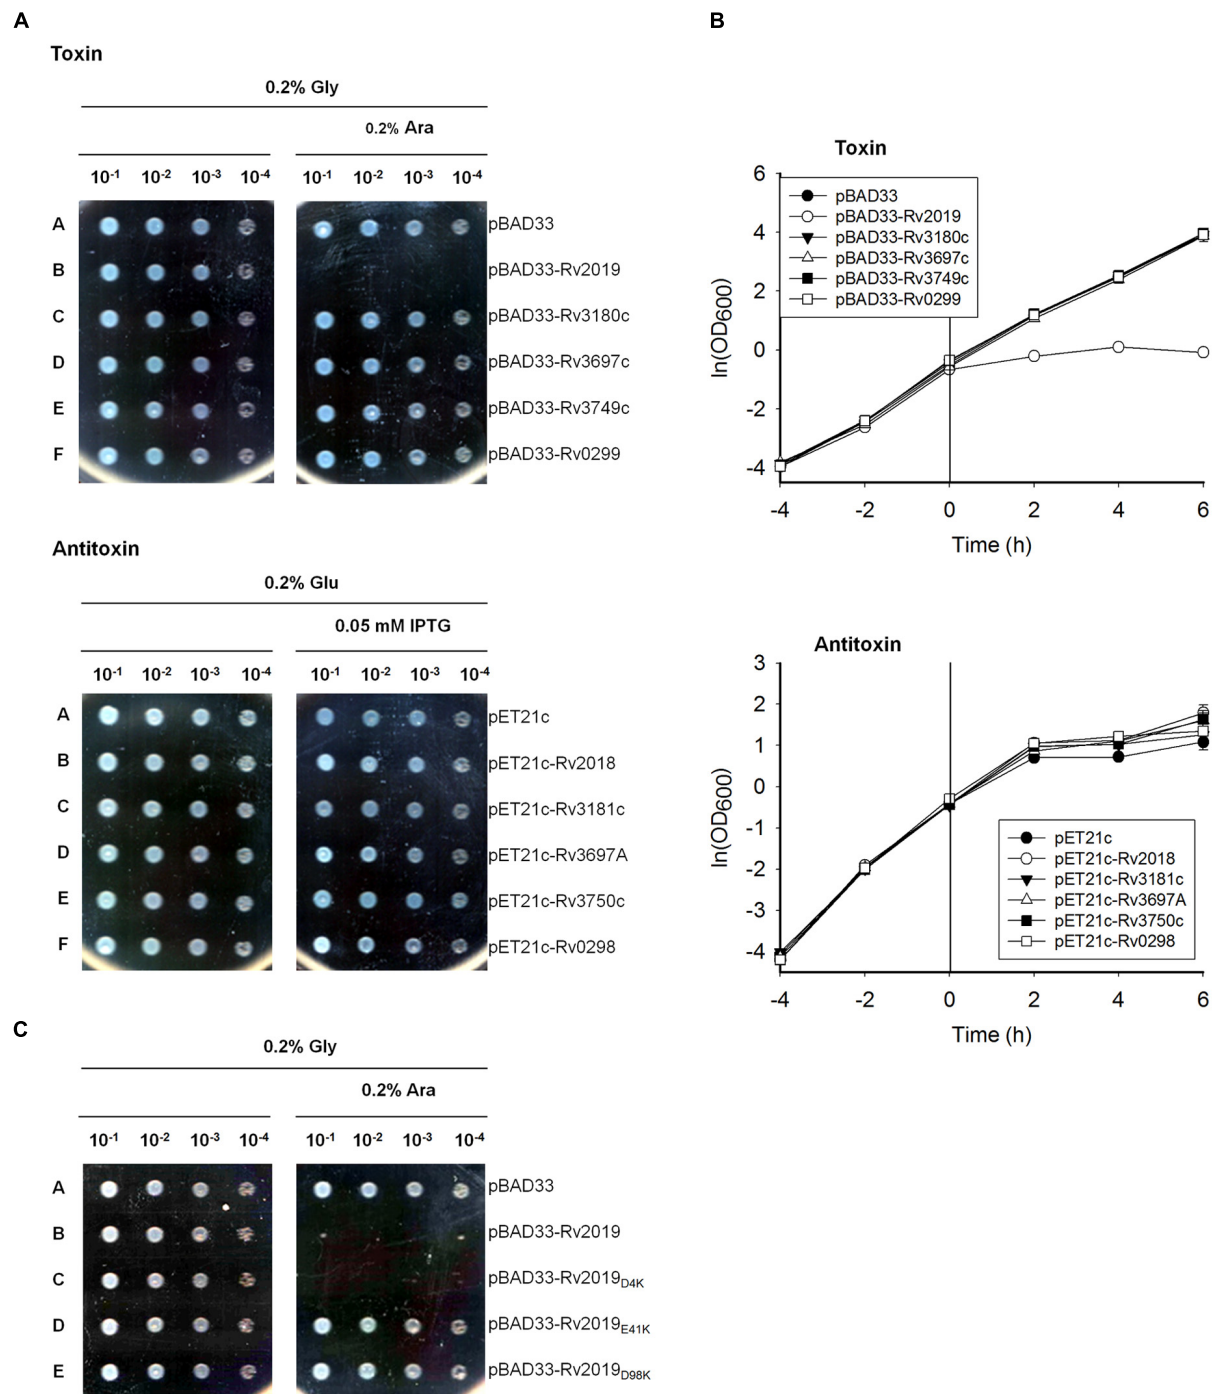 A
Toxin
0.2% Gly
0.2% Ara
10-1 10-2 10-3 10-4 10-1 10-2 10-3 10-4
A pBAD33
B pBAD33-Rv2019
C pBAD33-Rv3180c
D pBAD33-Rv3697c
E pBAD33-Rv3749c
F pBAD33-Rv0299
Antitoxin
0.2% Glu
0.05 mM IPTG
10-1 10-2 10-3 10-4 10-1 10-2 10-3 10-4
A pET21c
B pET21c-Rv2018
C pET21c-Rv3181c
D pET21c-Rv3697A
E pET21c-Rv3750c
F pET21c-Rv0298
B
Toxin
6
4
2
0
-2
-4
ln(OD600)
pBAD33
pBAD33-Rv2019
pBAD33-Rv3180c
pBAD33-Rv3697c
pBAD33-Rv3749c
pBAD33-Rv0299
-4 -2 0 2 4 6
Time (h)
Antitoxin
3
2
1
0
-1
-2
-3
-4
ln(OD600)
pET21c
pET21c-Rv2018
pET21c-Rv3181c
pET21c-Rv3697A
pET21c-Rv3750c
pET21c-Rv0298
-4 -2 0 2 4 6
Time (h)
C
0.2% Gly
0.2% Ara
10-1 10-2 10-3 10-4 10-1 10-2 10-3 10-4
A pBAD33
B pBAD33-Rv2019
C pBAD33-Rv2019D4K
D pBAD33-Rv2019E41K
E pBAD33-Rv2019D98K